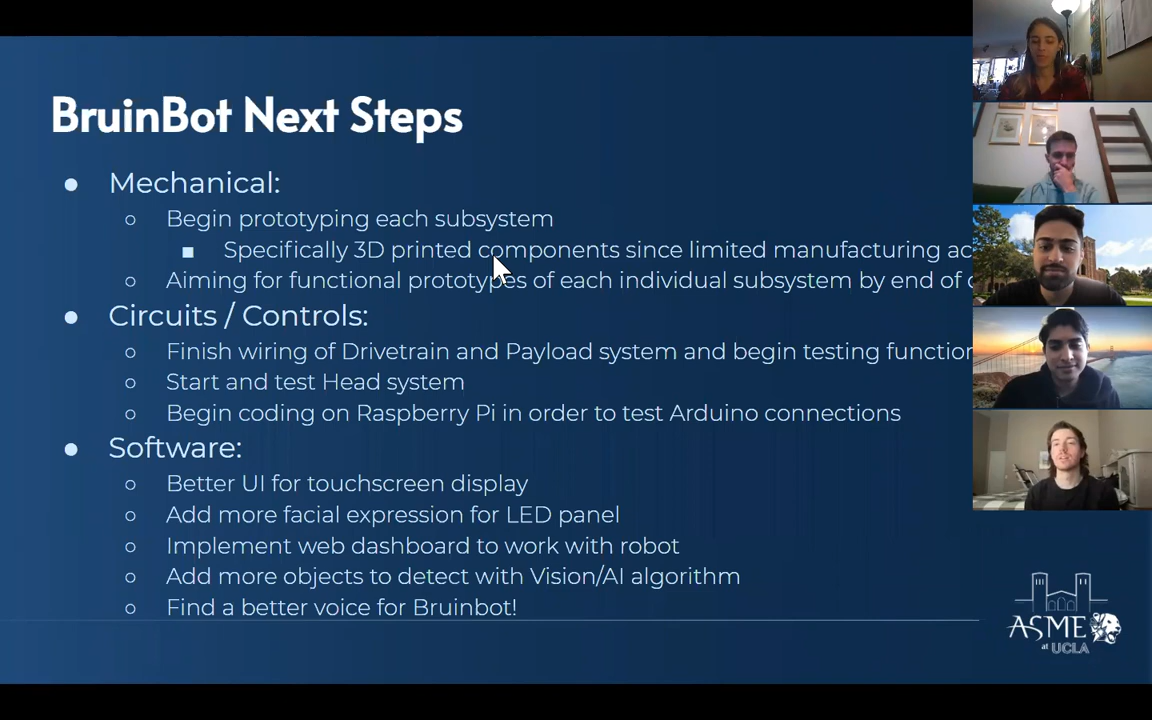 BruinBot Next Steps
Mechanical:
Begin prototyping each subsystem
Specifically 3D printed components since limited manufacturing
Aiming for functional prototypes of each individual subsystem by end of
Circuits / Controls:
Finish wiring of Drivetrain and Payload system and begin testing
Start and test Head system
Begin coding on Raspberry Pi in order to test Arduino connections
Software:
Better UI for touchscreen display
Add more facial expression for LED panel
Implement web dashboard to work with robot
Add more objects to detect with Vision/AI algorithm
Find a better voice for Bruinbot!
ASME
at UCLA